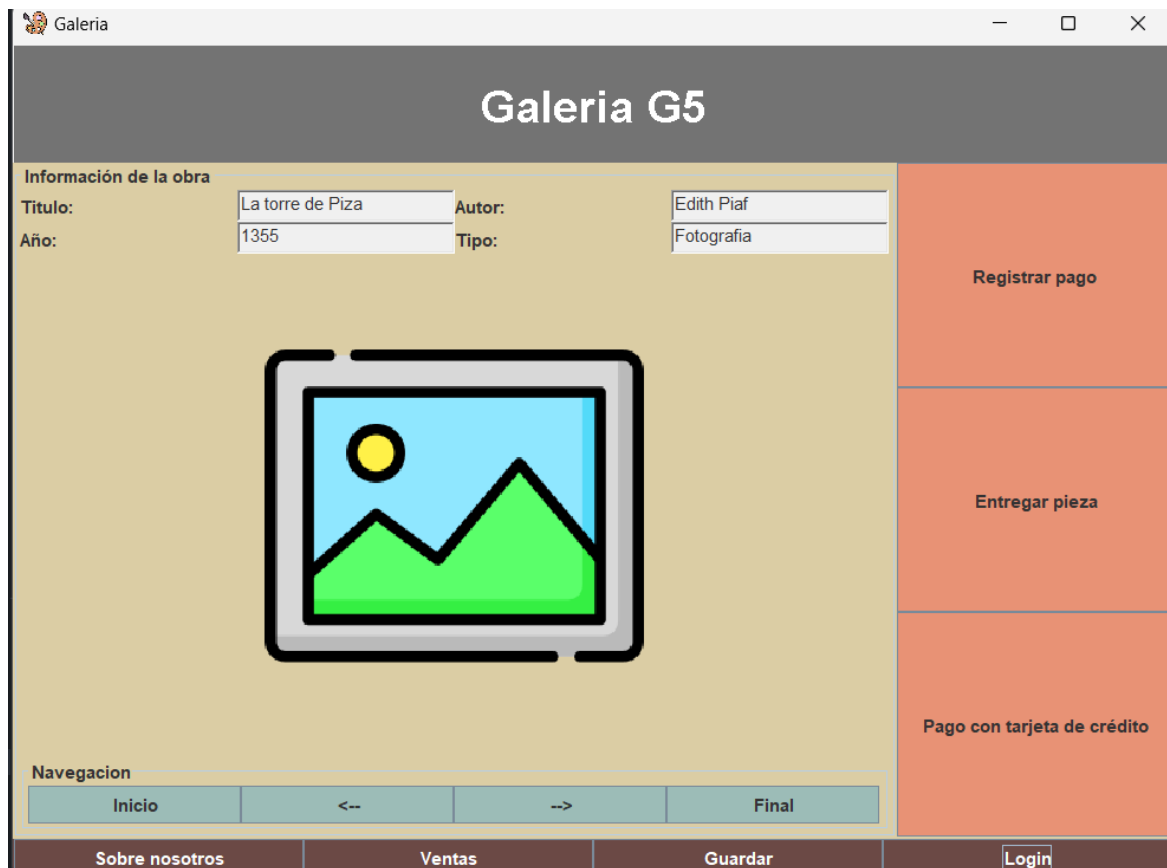 Galeria
Galeria G5
Información de la obra
Titulo: La torre de Piza Autor: Edith Piaf
Año: 1355 Tipo: Fotografia
Registrar pago
Entregar pieza
Pago con tarjeta de crédito
Navegacion
Inicio <-- --> Final
Sobre nosotros Ventas Guardar Login